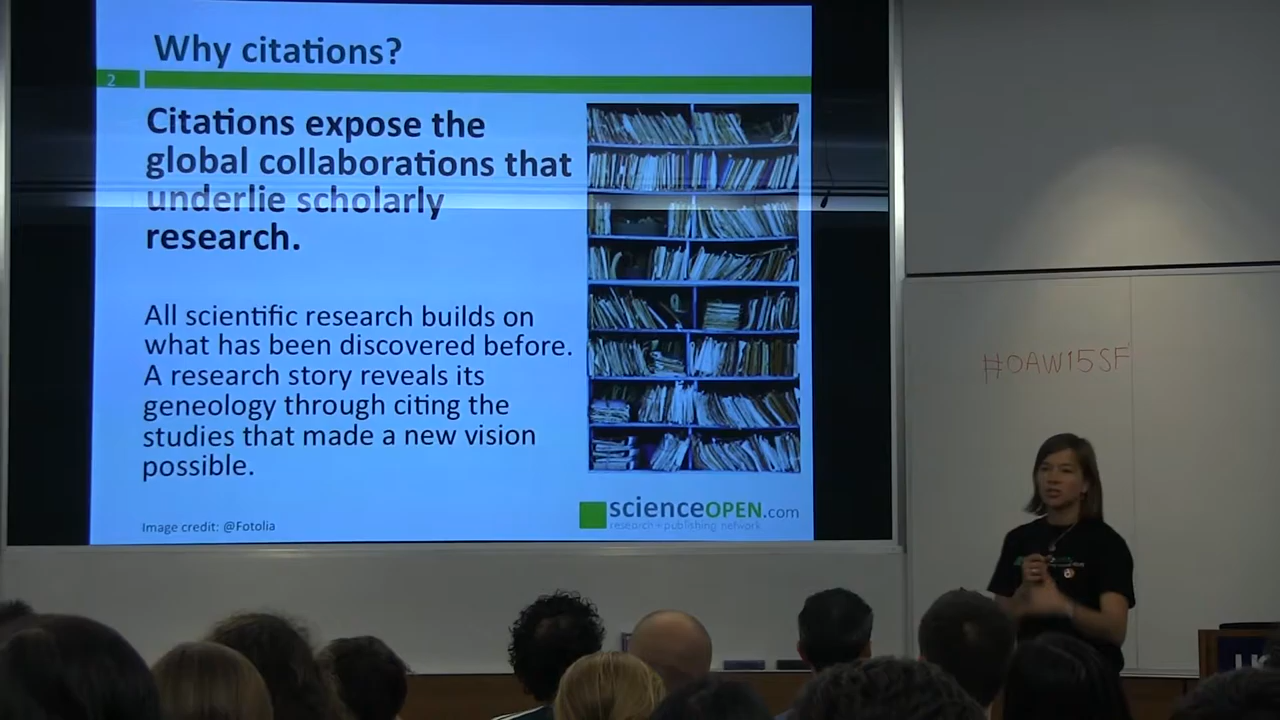 Why citations?
2
Citations expose the
global collaborations that
underlie scholarly
research.
All scientific research builds on
what has been discovered before.
A research story reveals its
geneology through citing the
studies that made a new vision
possible.
Image credit: @Fotolia
scienceOPEN.com
research + publishing network
#OAW15SF